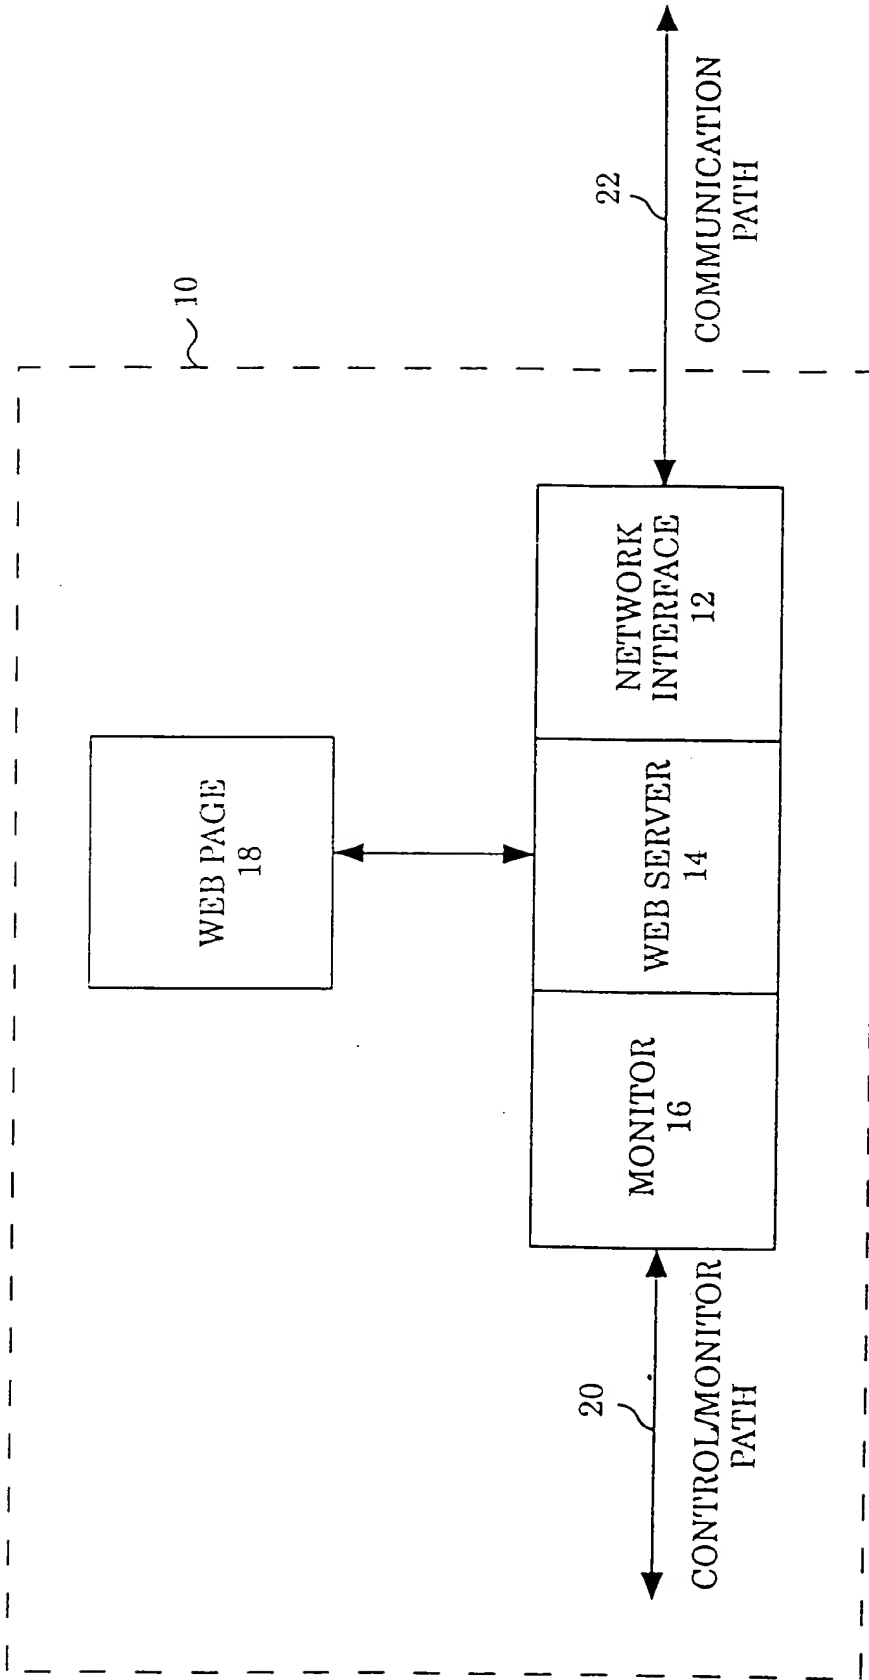 10
WEB PAGE
18
22
COMMUNICATION
PATH
NETWORK
INTERFACE
12
WEB SERVER
14
MONITOR
16
20
CONTROL/MONITOR
PATH